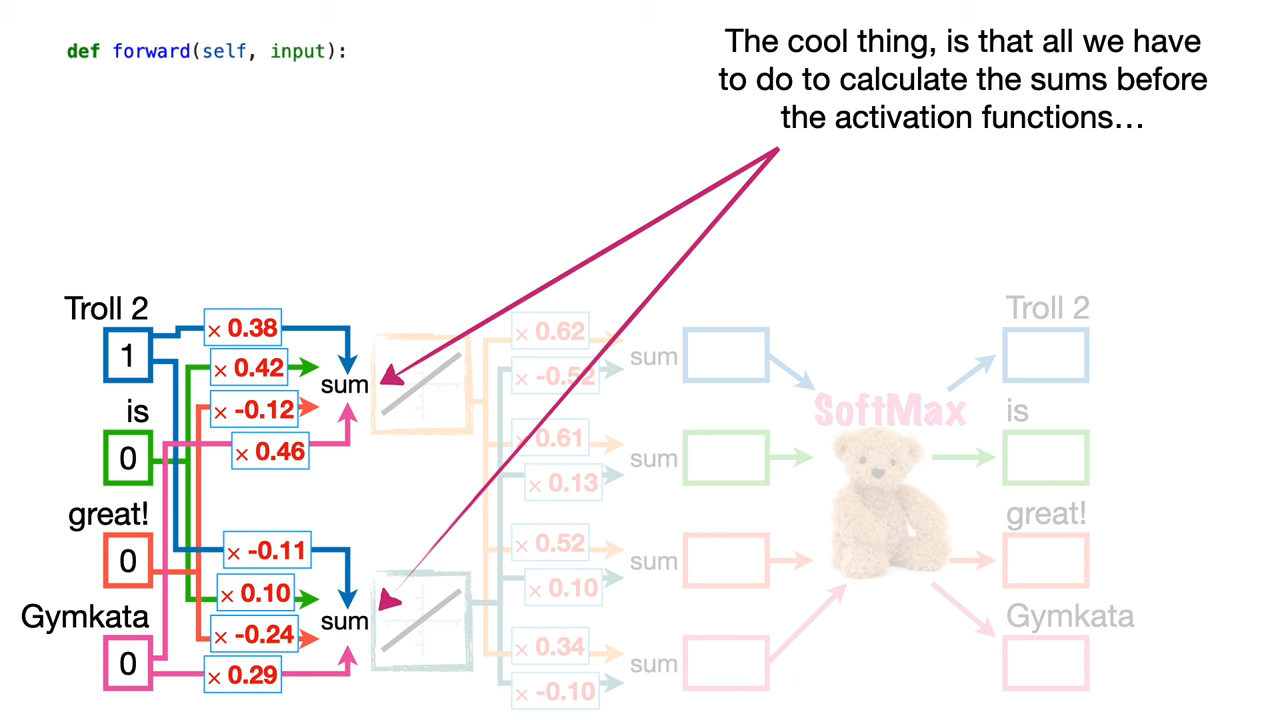 def forward(self, input):
The cool thing, is that all we have
to do to calculate the sums before
the activation functions…
Troll 2
1
is
0
great!
0
Gymkata
0
× 0.38
× 0.42
× -0.12
× 0.46
sum
× -0.11
× 0.10
× -0.24
× 0.29
sum
× 0.62
× -0.52
sum
× 0.61
× 0.13
sum
× 0.52
× 0.10
sum
× 0.34
× -0.10
sum
SoftMax
Troll 2
is
great!
Gymkata